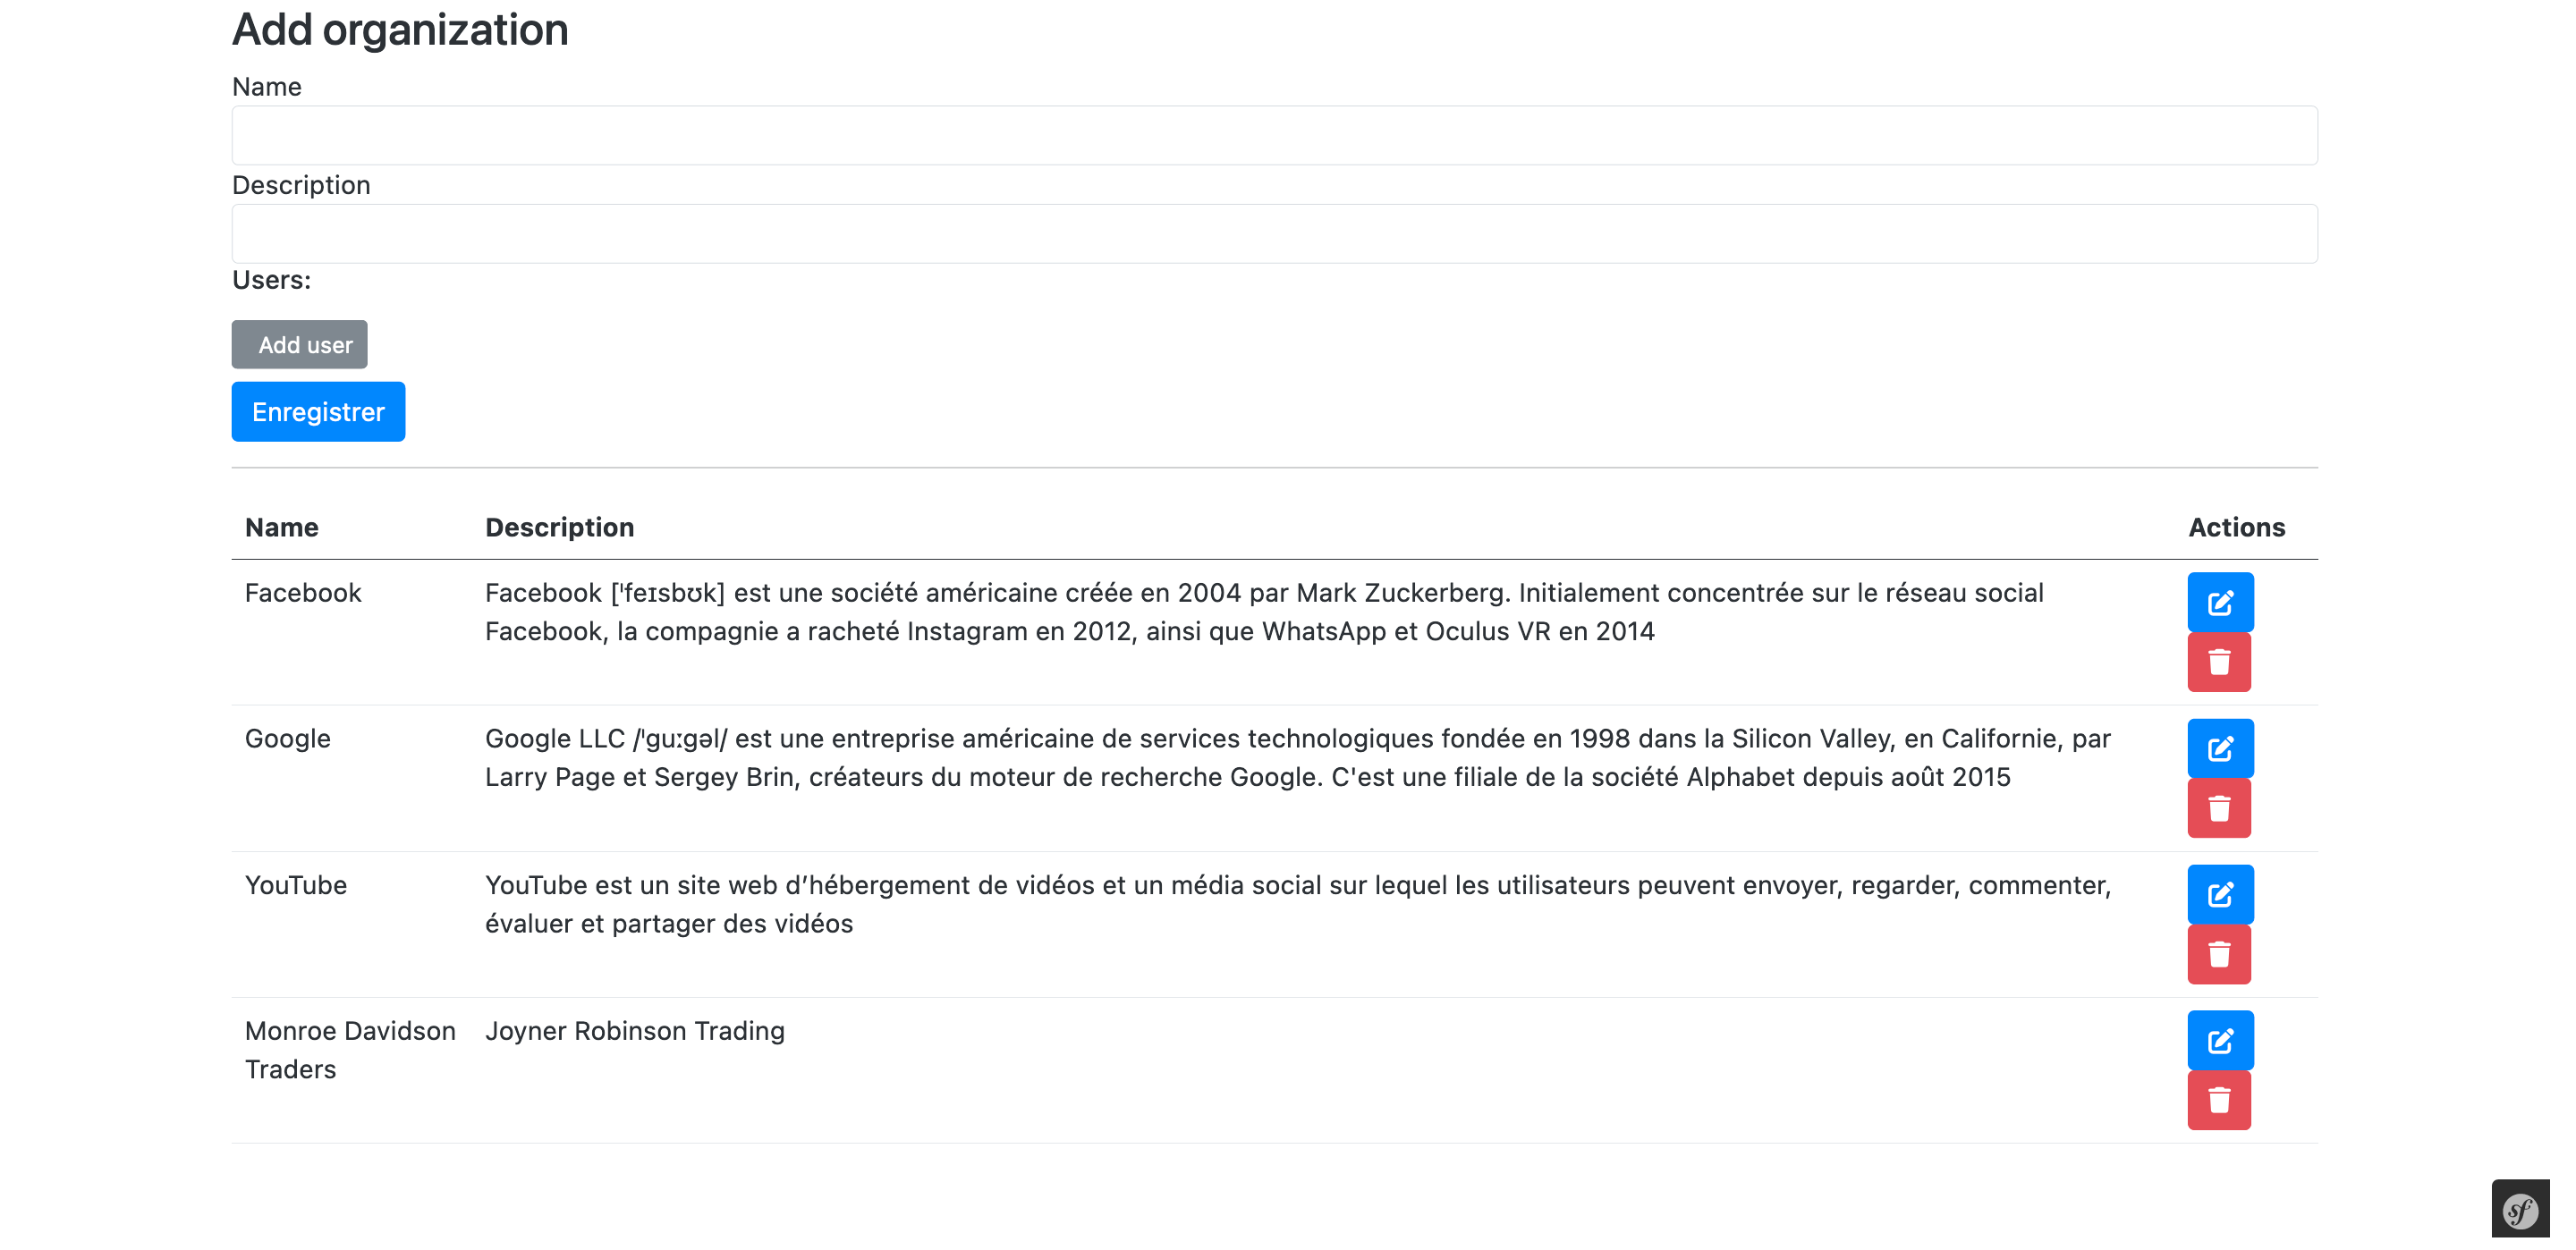 Add organization
Name
Description
Users:
Add user
Enregistrer
Name Description Actions
Facebook Facebook ['feɪsbʊk] est une société américaine créée en 2004 par Mark Zuckerberg. Initialement concentrée sur le réseau social
Facebook, la compagnie a racheté Instagram en 2012, ainsi que WhatsApp et Oculus VR en 2014
Google Google LLC /ˈguːgəl/ est une entreprise américaine de services technologiques fondée en 1998 dans la Silicon Valley, en Californie, par
Larry Page et Sergey Brin, créateurs du moteur de recherche Google. C'est une filiale de la société Alphabet depuis août 2015
YouTube YouTube est un site web d’hébergement de vidéos et un média social sur lequel les utilisateurs peuvent envoyer, regarder, commenter,
évaluer et partager des vidéos
Monroe Davidson Joyner Robinson Trading
Traders
sf